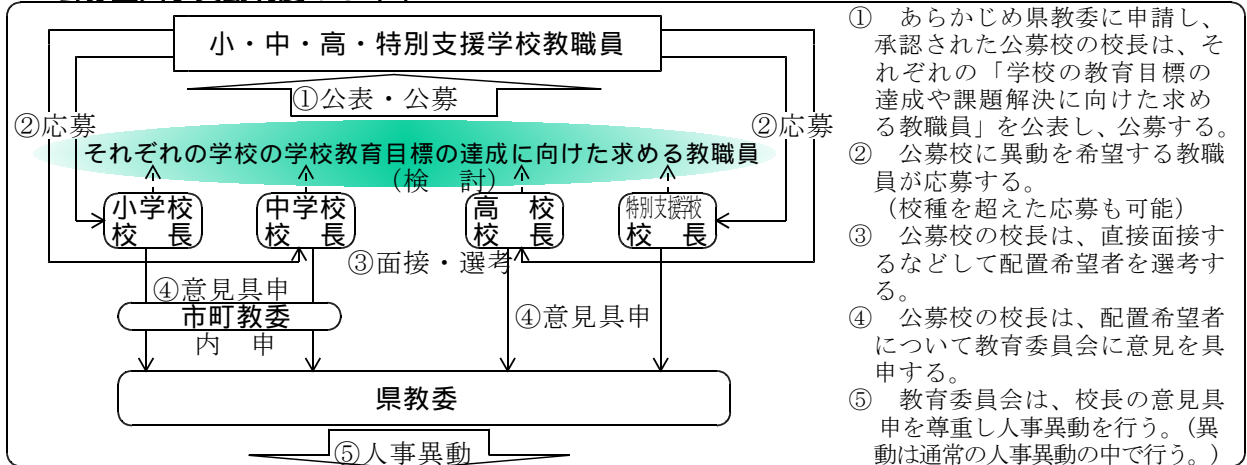 小・中・高・特別支援学校教職員
①公表・公募
②応募
②応募
それぞれの学校の学校教育目標の達成に向けた求める教職員
（検　討）
小学校
校　長
中学校
校　長
高　校
校　長
特別支援学校
校　長
③面接・選考
④意見具申
市町教委
内　申
④意見具申
県教委
⑤人事異動
①　あらかじめ県教委に申請し、
承認された公募校の校長は、そ
れぞれの「学校の教育目標の
達成や課題解決に向けた求め
る教職員」を公表し、公募する。
②　公募校に異動を希望する教職
員が応募する。
（校種を超えた応募も可能）
③　公募校の校長は、直接面接す
るなどして配置希望者を選考す
る。
④　公募校の校長は、配置希望者
について教育委員会に意見を具
申する。
⑤　教育委員会は、校長の意見具
申を尊重し人事異動を行う。（異
動は通常の人事異動の中で行う。）